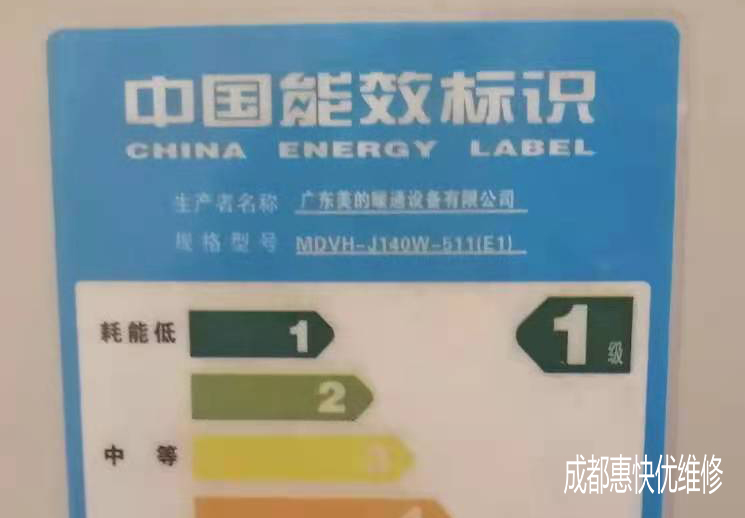 中国能效标识
CHINA ENERGY LABEL
生产者名称 广东美的暖通设备有限公司
规格型号 MDVH-J140W-511(E1)
耗能低 1 1级
2
中等 3
4
成都惠快优维修